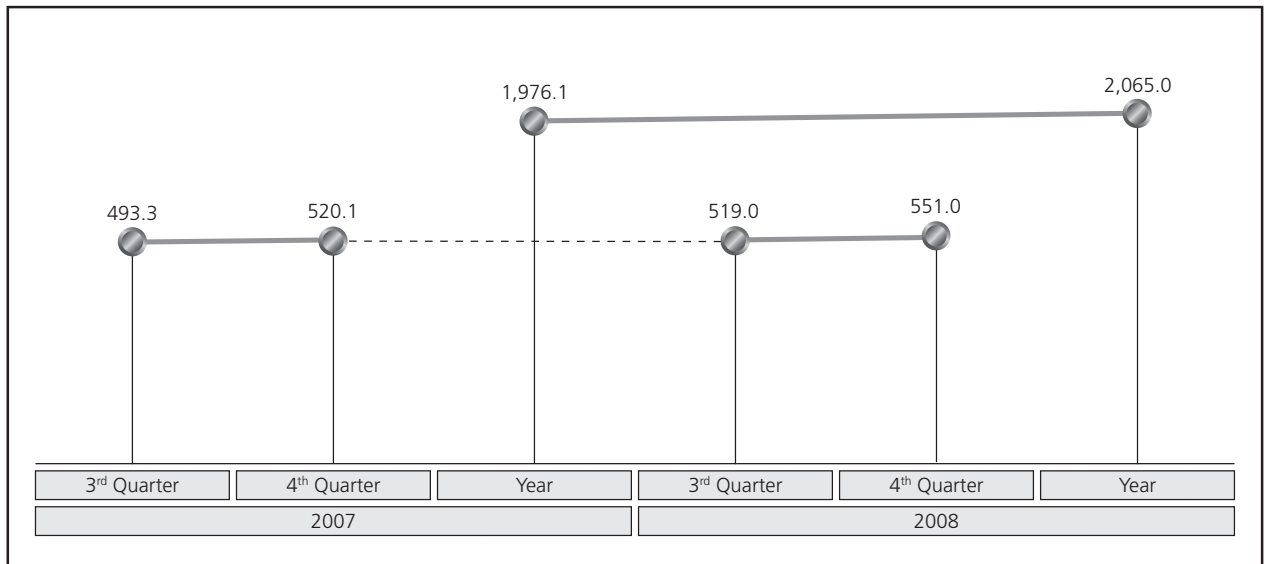 1,976.1
2,065.0
493.3
520.1
519.0
551.0
3rd Quarter
4th Quarter
Year
3rd Quarter
4th Quarter
Year
2007
2008